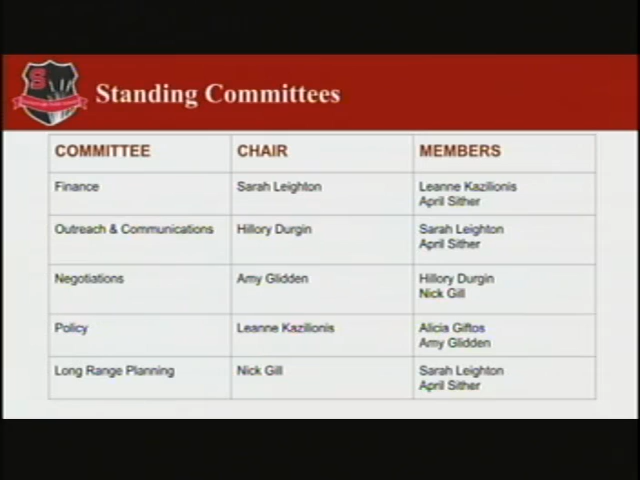 Standing Committees
COMMITTEE CHAIR MEMBERS
Finance Sarah Leighton Leanne Kazilionis
April Sither
Outreach & Communications Hillory Durgin Sarah Leighton
April Sither
Negotiations Amy Glidden Hillory Durgin
Nick Gill
Policy Leanne Kazilionis Alicia Giftos
Amy Glidden
Long Range Planning Nick Gill Sarah Leighton
April Sither
S